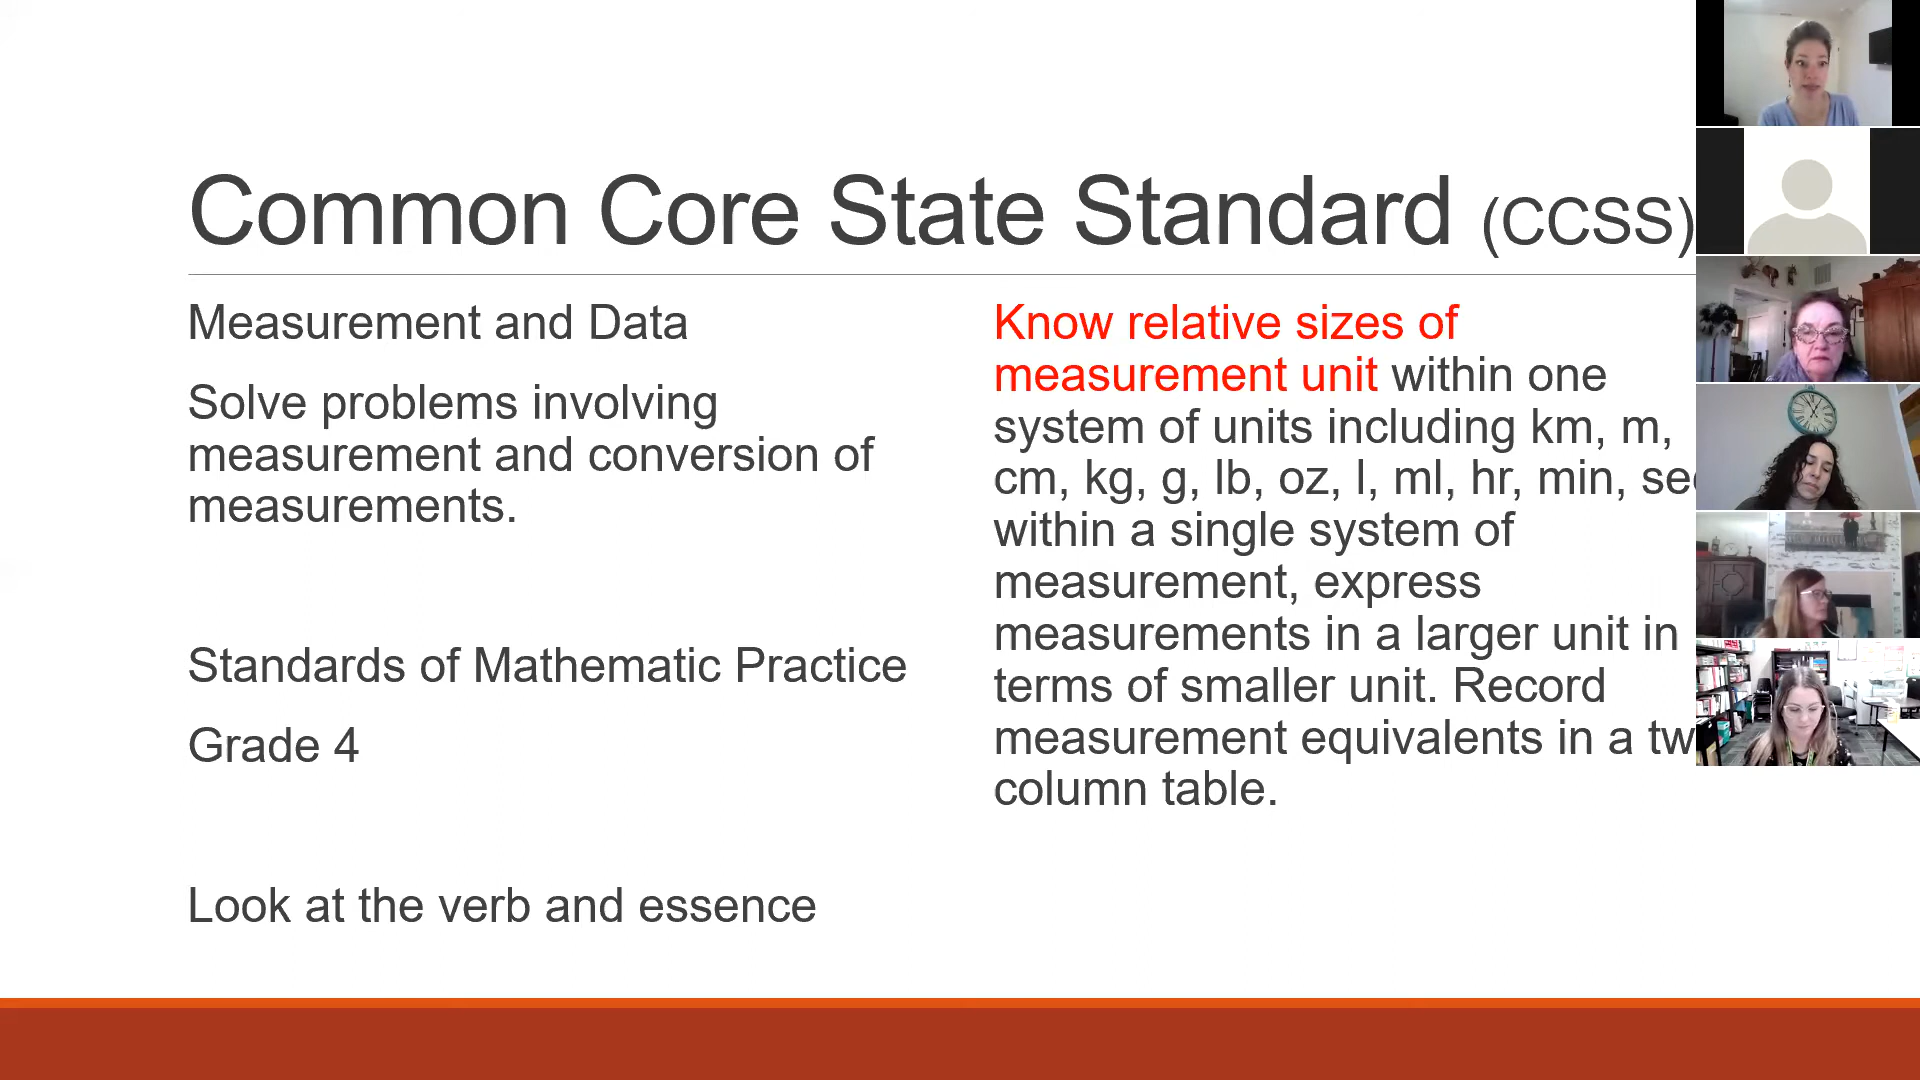 Common Core State Standard (CCSS)
Measurement and Data
Solve problems involving
measurement and conversion of
measurements.
Standards of Mathematic Practice
Grade 4
Look at the verb and essence
Know relative sizes of
measurement unit within one
system of units including km, m,
cm, kg, g, lb, oz, l, ml, hr, min,
within a single system of
measurement, express
measurements in a larger unit in
terms of smaller unit. Record
measurement equivalents in a
column table.